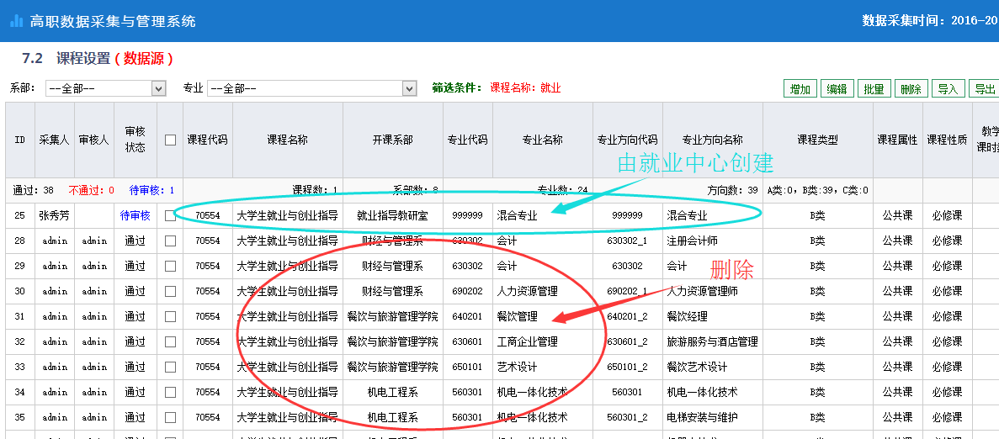 高职数据采集与管理系统 数据采集时间：2016-20
7.2 课程设置（数据源）
系部： --全部-- 专业 --全部-- 筛选条件： 课程名称：就业 增加 编辑 批量 删除 导入 导出
ID 采集人 审核人 审核状态 课程代码 课程名称 开课系部 专业代码 专业名称 专业方向代码 专业方向名称 课程类型 课程属性 课程性质 教学 课时
由就业中心创建
通过：38 不通过：0 待审核：1 课程数：1 系部数：8 专业数：24 方向数：39 A类:0，B类:39，C类:0
25 张秀芳 待审核 70554 大学生就业与创业指导 就业指导教研室 999999 混合专业 999999 混合专业 B类 公共课 必修课
28 admin admin 通过 70554 大学生就业与创业指导 财经与管理系 630302 会计 630302_1 注册会计师 B类 公共课 必修课
29 admin admin 通过 70554 大学生就业与创业指导 财经与管理系 630302 会计 630302 会计 B类 公共课 必修课
删除
30 admin admin 通过 70554 大学生就业与创业指导 财经与管理系 690202 人力资源管理 690202_1 人力资源管理师 B类 公共课 必修课
31 admin admin 通过 70554 大学生就业与创业指导 餐饮与旅游管理学院 640201 餐饮管理 640201_2 餐饮经理 B类 公共课 必修课
32 admin admin 通过 70554 大学生就业与创业指导 餐饮与旅游管理学院 630601 工商企业管理 630601_2 旅游服务与酒店管理 B类 公共课 必修课
33 admin admin 通过 70554 大学生就业与创业指导 餐饮与旅游管理学院 650101 艺术设计 650101_2 餐饮艺术设计 B类 公共课 必修课
34 admin admin 通过 70554 大学生就业与创业指导 机电工程系 560301 机电一体化技术 560301 机电一体化技术 B类 公共课 必修课
35 admin admin 通过 70554 大学生就业与创业指导 机电工程系 560301 机电一体化技术 560301_2 电梯安装与维护 B类 公共课 必修课